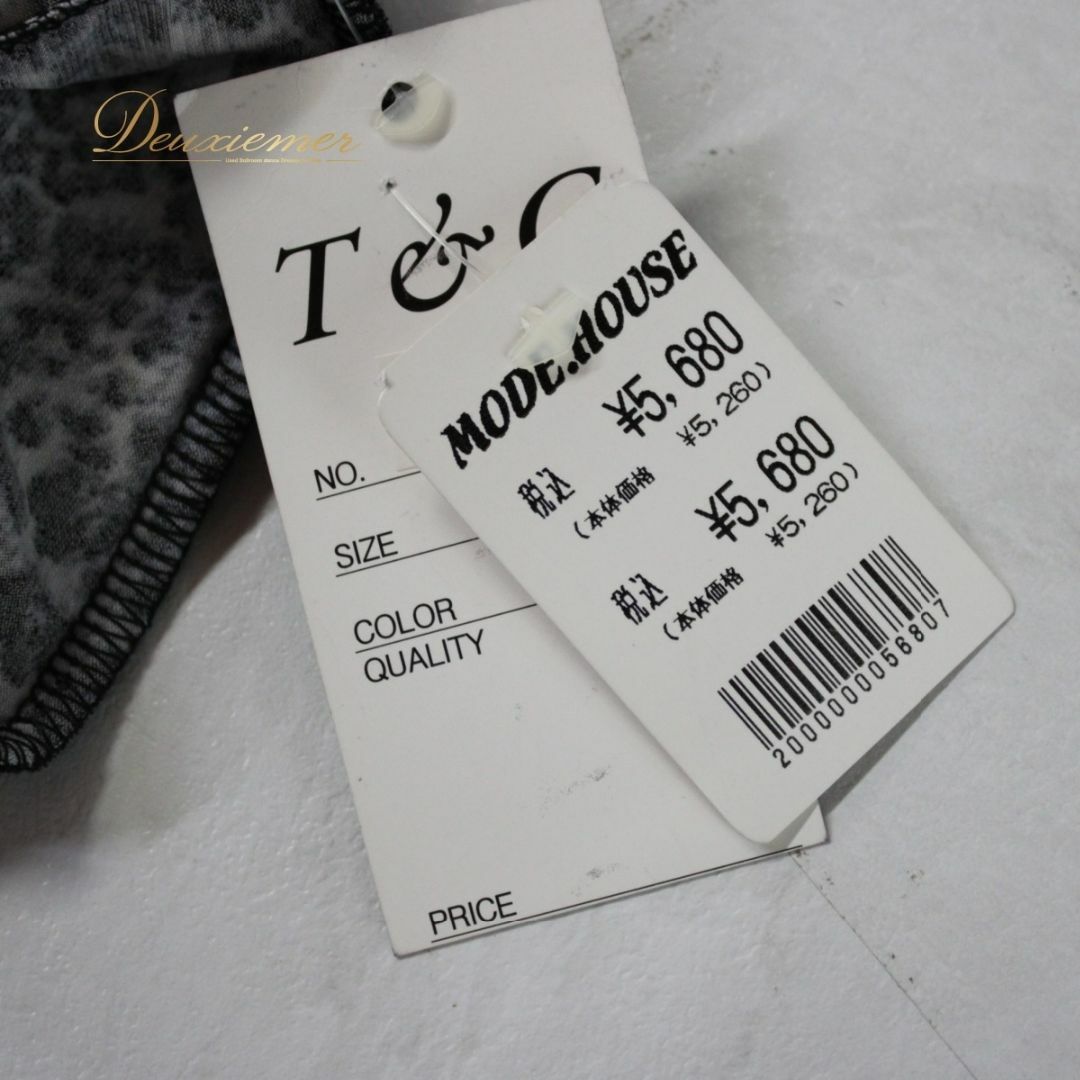 Deuxiemer
T &
NO.
SIZE
COLOR
QUALITY
PRICE
MODE.HOUSE
¥5,680
税込
¥5,260)
(本体価格
¥5,680
税込
¥5,260)
(本体価格
2000000056807